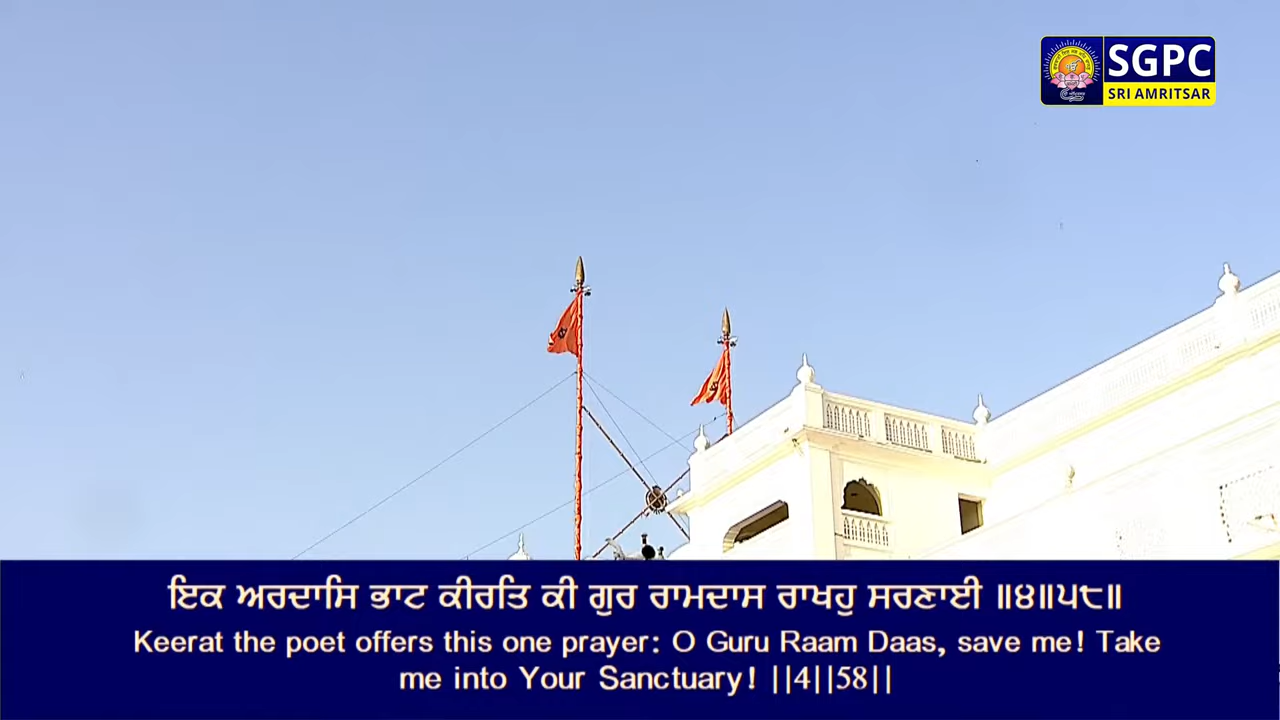 SGPC
SRI AMRITSAR
ਇਕ ਅਰਦਾਸਿ ਭਾਟ ਕੀਰਤਿ ਕੀ ਗੁਰ ਰਾਮਦਾਸ ਰਾਖਹੁ ਸਰਣਾਈ ॥੪॥੫੮॥
Keerat the poet offers this one prayer: O Guru Raam Daas, save me! Take
me into Your Sanctuary! ||4||58||